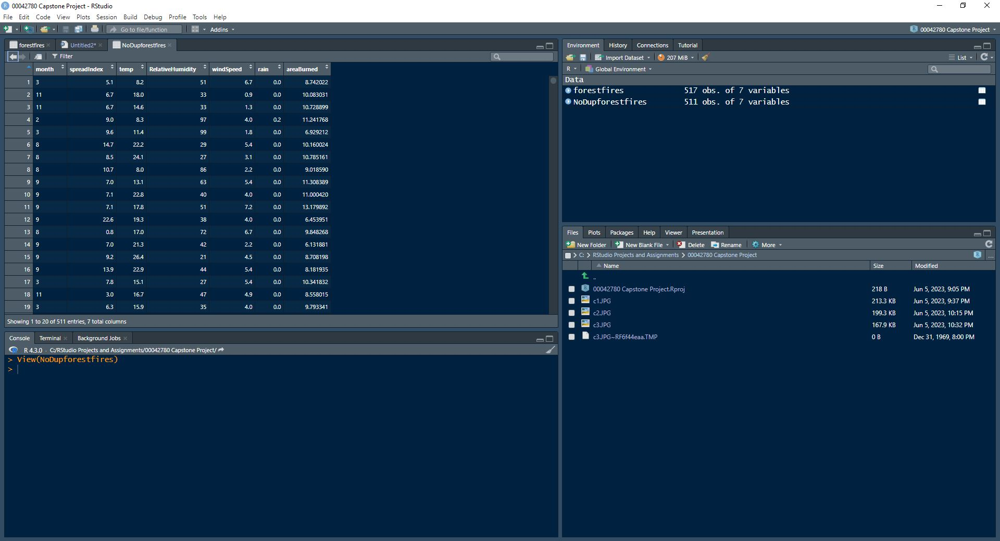 00042780 Capstone Project - RStudio
File Edit Code View Plots Session Build Debug Profile Tools Help
Go to file/function Addins 00042780 Capstone Project
forestfires Untitled2* NoDupforestfires
Filter
month spreadIndex temp RelativeHumidity windSpeed rain areaBurned
1 3 5.1 8.2 51 6.7 0.0 8.742022
2 11 6.7 18.0 33 0.9 0.0 10.083031
3 11 6.7 14.6 33 1.3 0.0 10.728899
4 2 9.0 8.3 97 4.0 0.2 11.241768
5 3 9.6 11.4 99 1.8 0.0 6.929212
6 8 14.7 22.2 29 5.4 0.0 10.160024
7 8 8.5 24.1 27 3.1 0.0 10.785161
8 8 10.7 8.0 86 2.2 0.0 9.018590
9 9 7.0 13.1 63 5.4 0.0 11.308389
10 9 7.1 22.8 40 4.0 0.0 11.000420
11 9 7.1 17.8 51 7.2 0.0 13.179892
12 9 22.6 19.3 38 4.0 0.0 6.453951
13 8 0.8 17.0 72 6.7 0.0 9.848268
14 9 7.0 21.3 42 2.2 0.0 6.131881
15 9 9.2 26.4 21 4.5 0.0 8.708198
16 9 13.9 22.9 44 5.4 0.0 8.181935
17 3 7.8 15.1 27 5.4 0.0 10.341832
18 11 3.0 16.7 47 4.9 0.0 8.558015
19 3 6.3 15.9 35 4.0 0.0 9.793341
Showing 1 to 20 of 511 entries, 7 total columns
Console Terminal Background Jobs
R 4.3.0 · C:/RStudio Projects and Assignments/00042780 Capstone Project/
> View(NoDupforestfires)
>
Environment History Connections Tutorial
Import Dataset 207 MiB List
R Global Environment
Data
forestfires 517 obs. of 7 variables
NoDupforestfires 511 obs. of 7 variables
Files Plots Packages Help Viewer Presentation
New Folder New Blank File Delete Rename More
C: > RStudio Projects and Assignments > 00042780 Capstone Project ...
Name Size Modified
..
00042780 Capstone Project.Rproj 218 B Jun 5, 2023, 9:05 PM
c1.JPG 213.3 KB Jun 5, 2023, 9:37 PM
c2.JPG 199.3 KB Jun 5, 2023, 10:15 PM
c3.JPG 167.9 KB Jun 5, 2023, 10:32 PM
c3.JPG~RF6f44eaa.TMP 0 B Dec 31, 1969, 8:00 PM